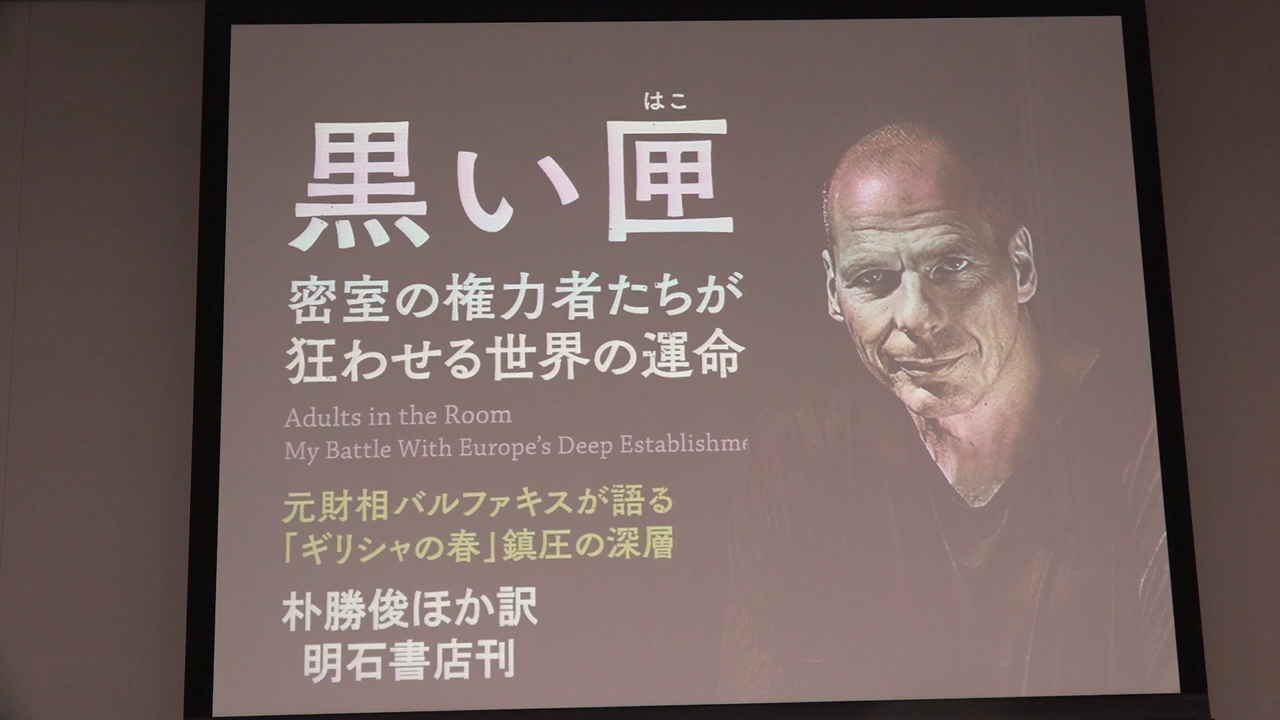 はこ
黒い匣
密室の権力者たちが
狂わせる世界の運命
Adults in the Room
My Battle With Europe's Deep Establishme
元財相バルファキスが語る
「ギリシャの春」鎮圧の深層
朴勝俊ほか訳
明石書店刊